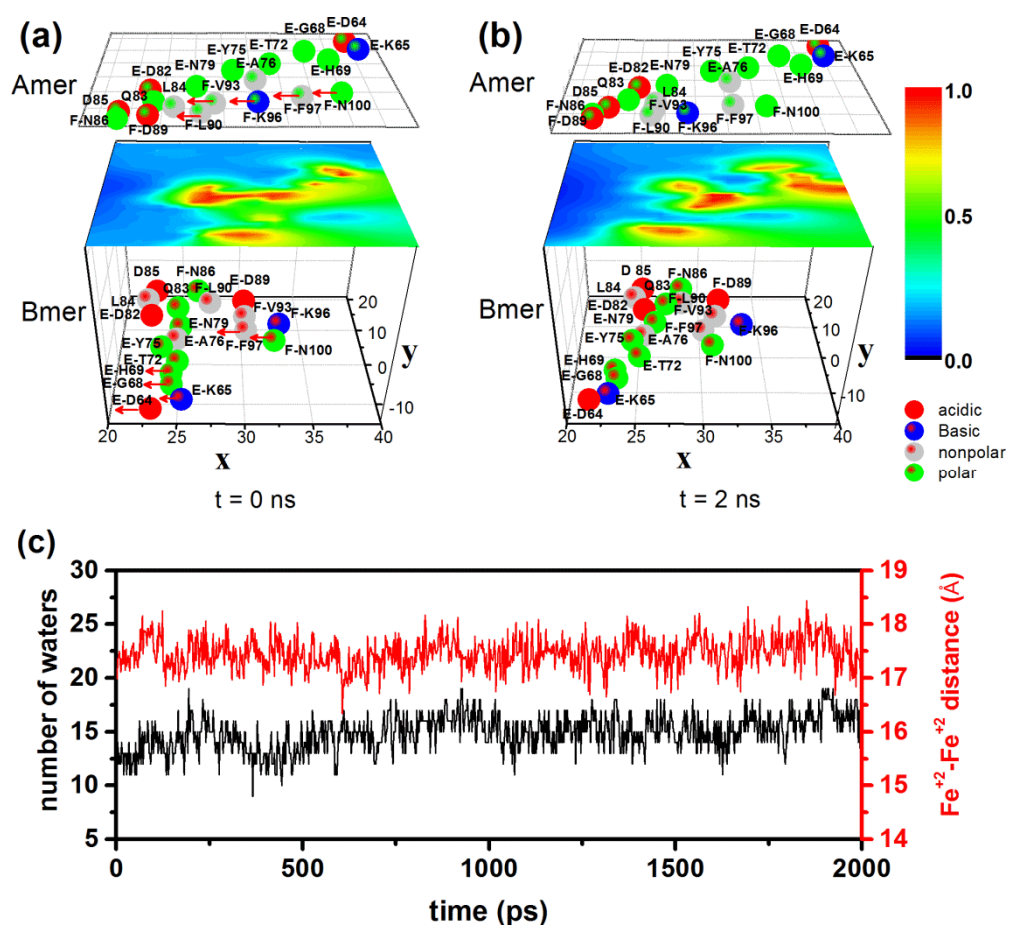 (a)
E-G68 E-D64
E-K65
E-T72
E-Y75
E-A76
E-H69
E-N79
E-D82
Q83
L84
F-V93
D85
F-N86
F-D89
F-L90
F-K96
F-F97
F-N100
Amer
Bmer
D85
F-N86
Q83
F-L90
E-D89
L84
E-D82
F-V93
F-K96
E-N79
E-Y75
E-A76
F-F97
E-T72
F-N100
E-H69
E-G68
E-K65
E-D64
20
10
0
-10
y
20 25 30 35 40
x
t = 0 ns
(b)
E-G68 E-D64
E-T72
E-K65
E-Y75
E-A76
E-H69
E-D82 E-N79
Q83
L84
D85
F-V93
F-N86
F-D89
F-L90
F-K96
F-F97
F-N100
Amer
Bmer
D 85
F-N86
Q83
F-D89
L84
F-L90
E-D82
F-V93
E-N79
F-F97
F-K96
E-Y75
E-A76
E-T72
F-N100
E-H69
E-G68
E-K65
E-D64
20
10
0
-10
y
20 25 30 35 40
x
t = 2 ns
1.0
0.5
0.0
acidic
Basic
nonpolar
polar
(c)
number of waters
30
25
20
15
10
5
19
18
17
16
15
14
Fe+2-Fe+2 distance (Å)
0 500 1000 1500 2000
time (ps)